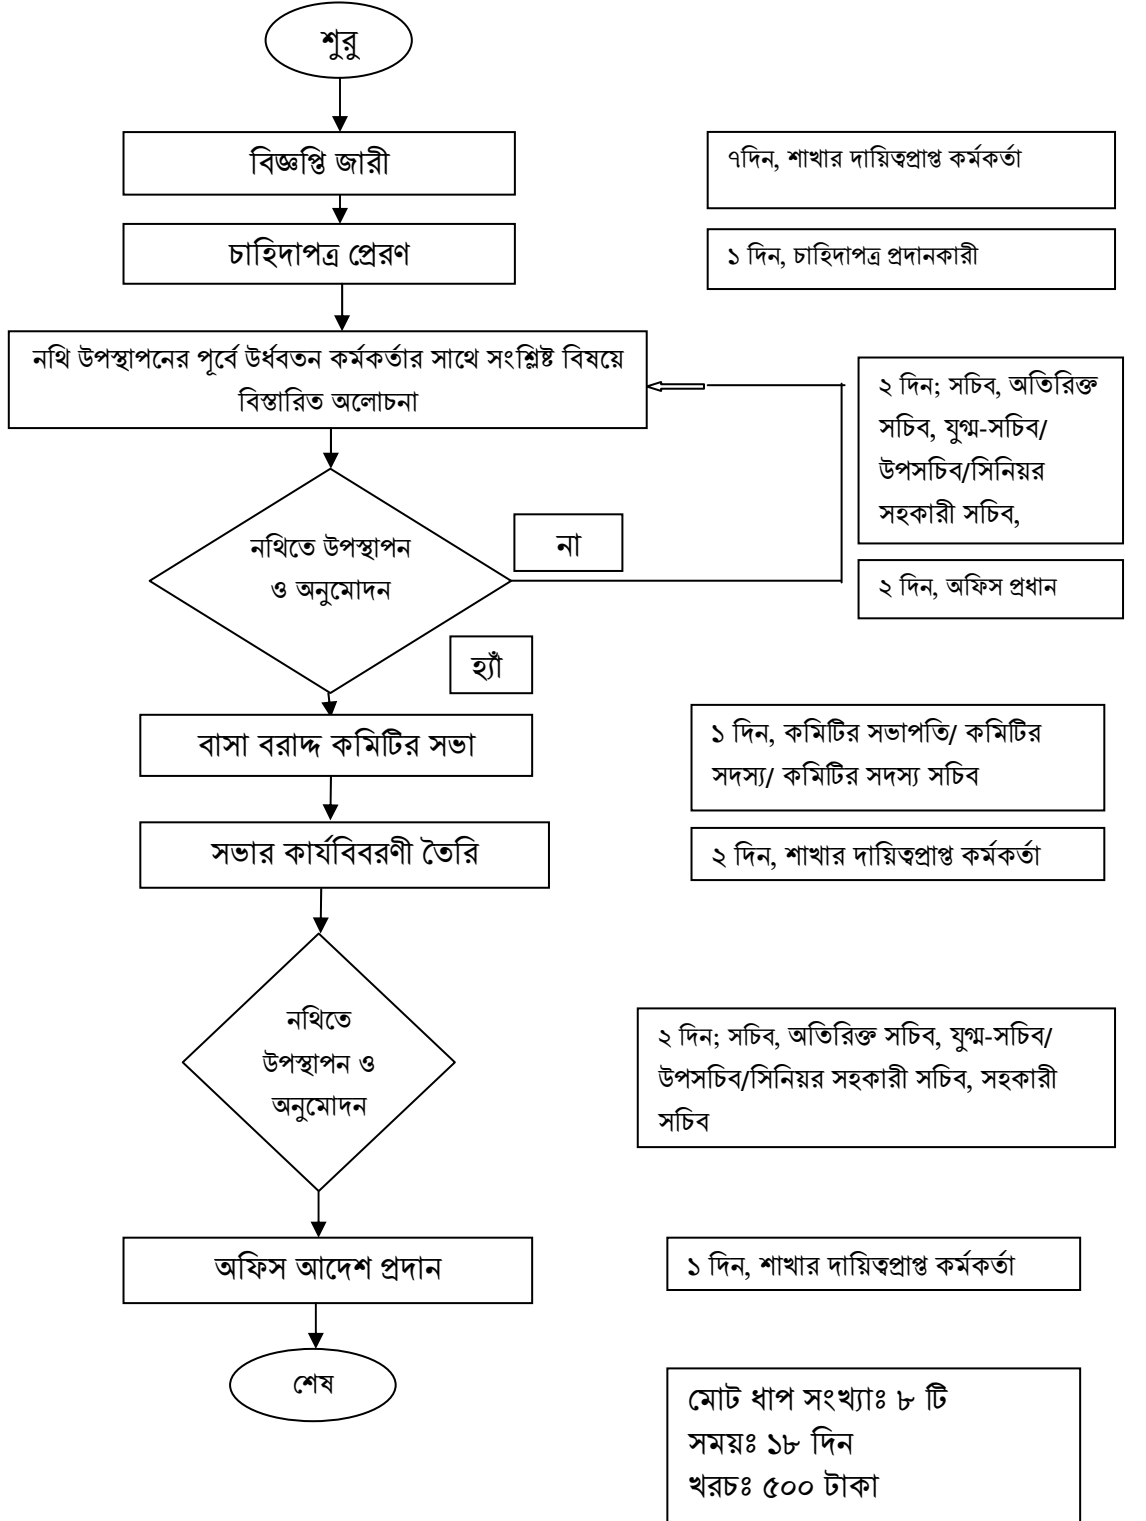 শুরু
বিজ্ঞপ্তি জারী
৭দিন, শাখার দায়িত্বপ্রাপ্ত কর্মকর্তা
চাহিদাপত্র প্রেরণ
১ দিন, চাহিদাপত্র প্রদানকারী
নথি উপস্থাপনের পূর্বে উর্ধবতন কর্মকর্তার সাথে সংশ্লিষ্ট বিষয়ে
বিস্তারিত অলোচনা
২ দিন; সচিব, অতিরিক্ত
সচিব, যুগ্ম-সচিব/
উপসচিব/সিনিয়র
সহকারী সচিব,
নথিতে উপস্থাপন
ও অনুমোদন
না
২ দিন, অফিস প্রধান
হ্যাঁ
বাসা বরাদ্দ কমিটির সভা
১ দিন, কমিটির সভাপতি/ কমিটির
সদস্য/ কমিটির সদস্য সচিব
সভার কার্যবিবরণী তৈরি
২ দিন, শাখার দায়িত্বপ্রাপ্ত কর্মকর্তা
নথিতে
উপস্থাপন ও
অনুমোদন
২ দিন; সচিব, অতিরিক্ত সচিব, যুগ্ম-সচিব/
উপসচিব/সিনিয়র সহকারী সচিব, সহকারী
সচিব
অফিস আদেশ প্রদান
১ দিন, শাখার দায়িত্বপ্রাপ্ত কর্মকর্তা
শেষ
মোট ধাপ সংখ্যাঃ ৮ টি
সময়ঃ ১৮ দিন
খরচঃ ৫০০ টাকা